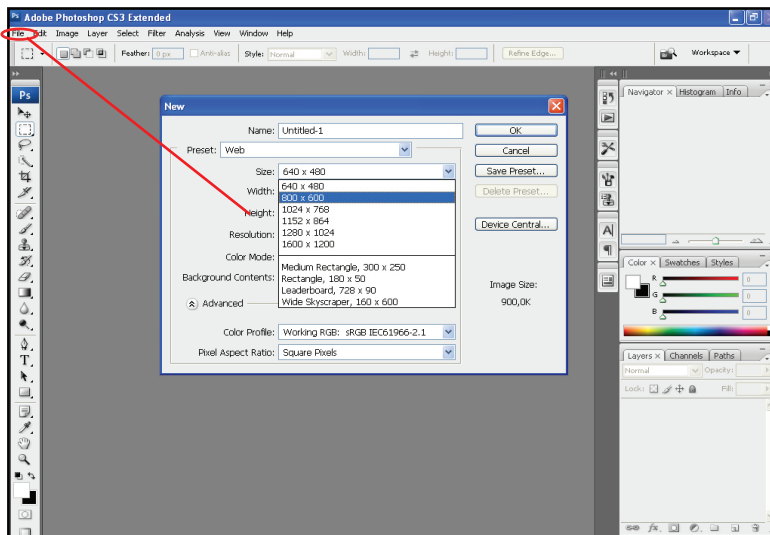 Ps Adobe Photoshop CS3 Extended
File Edit Image Layer Select Filter Analysis View Window Help
Feather: 0 px Anti-alias Style: Normal Width: Height: Refine Edge... Workspace
Ps
New
Name: Untitled-1
OK
Preset: Web
Cancel
Size: 640 x 480
Save Preset...
Width:
640 x 480
Delete Preset...
800 x 600
Height:
1024 x 768
1152 x 864
Device Central...
Resolution:
1280 x 1024
1600 x 1200
Color Mode:
Medium Rectangle, 300 x 250
Background Contents:
Rectangle, 180 x 50
Image Size:
Leaderboard, 728 x 90
Advanced
Wide Skyscraper, 160 x 600
900,0K
Color Profile: Working RGB: sRGB IEC61966-2.1
Pixel Aspect Ratio: Square Pixels
Navigator x Histogram Info
Color x Swatches Styles
R 0
G 0
B 0
Layers x Channels Paths
Normal Opacity:
Lock: Fill:
T
A
fx